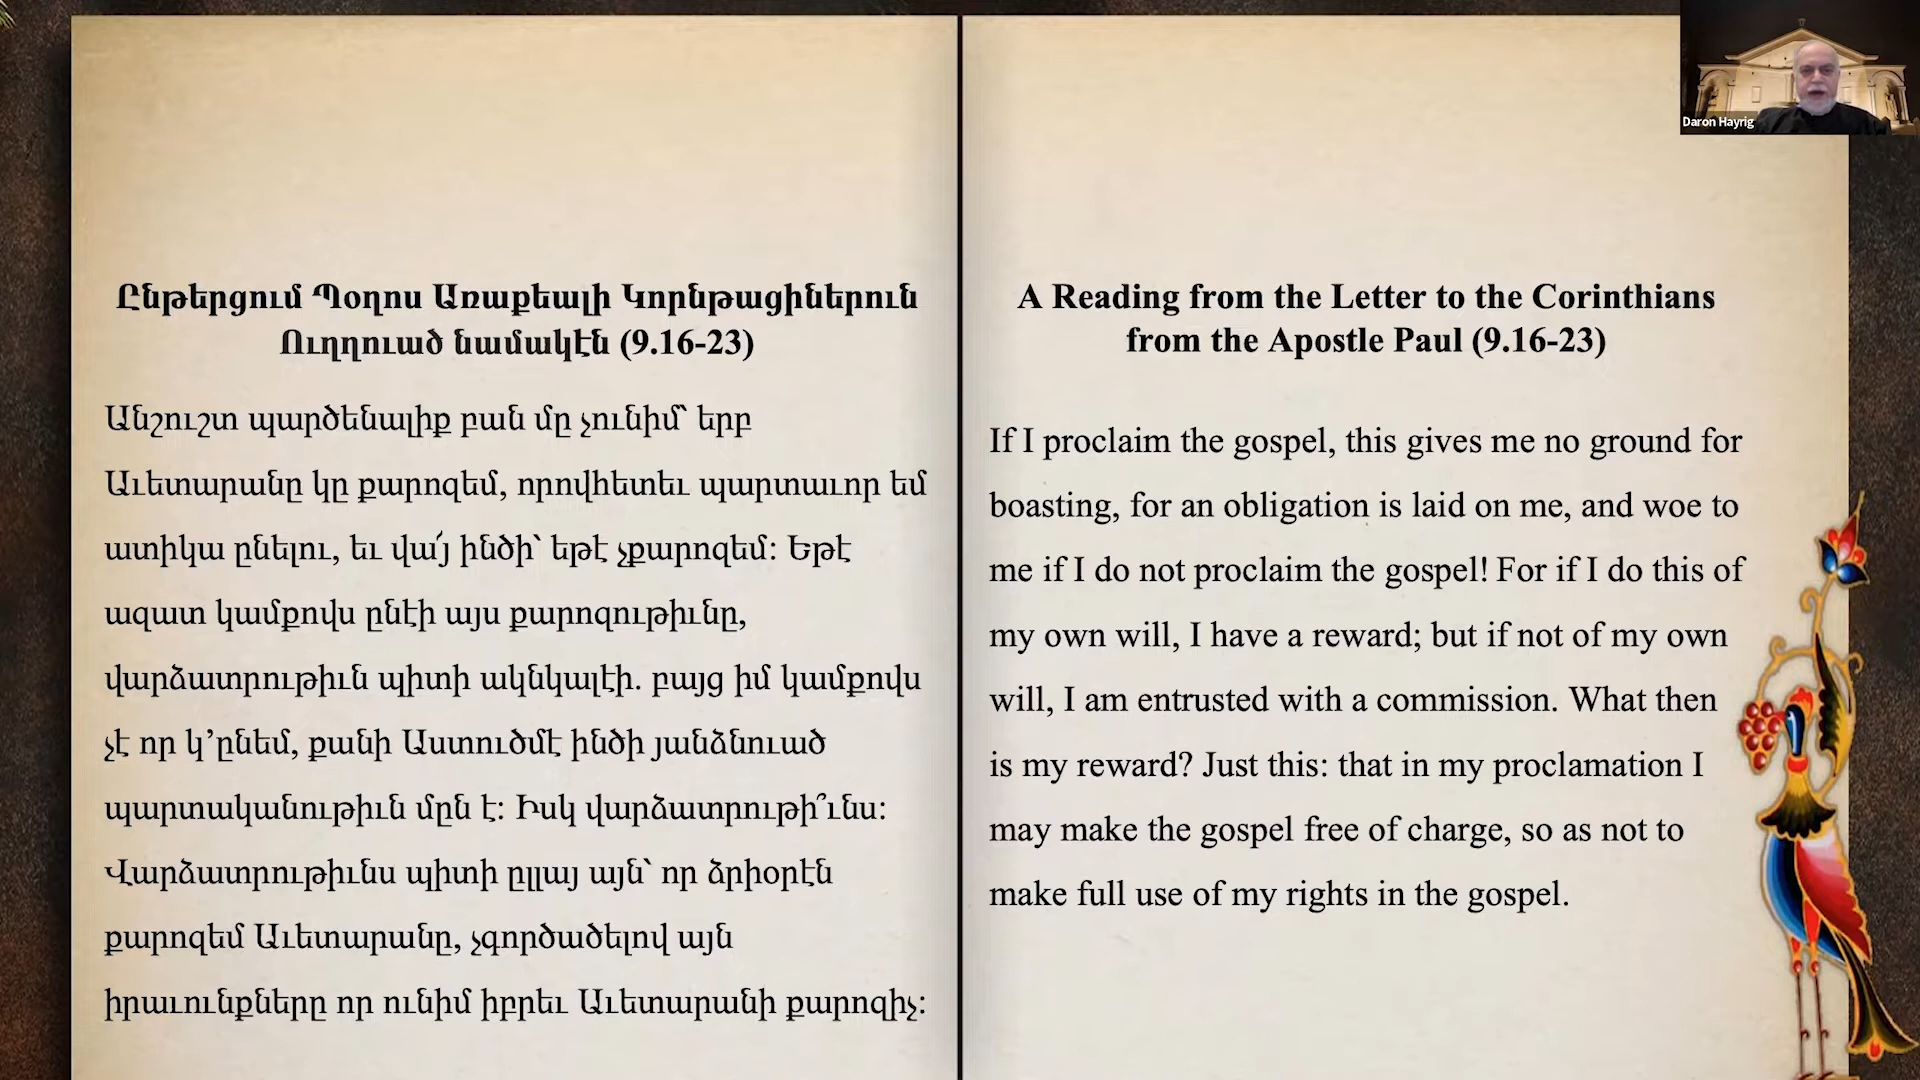 Ընթերցում Պօղոս Առաքեալի Կորնթացիներուն
Ուղղուած նամակէն (9.16-23)
Անշուշտ պարծենալիք բան մը չունիմ՝ երբ
Աւետարանը կը քարոզեմ, որովհետեւ պարտաւոր եմ
ատիկա ընելու, եւ վա՜յ ինծի՝ եթէ չքարոզեմ: Եթէ
ազատ կամքովս ընէի այս քարոզութիւնը,
վարձատրութիւն պիտի ակնկալէի. բայց իմ կամքովս
չէ որ կ’ընեմ, քանի Աստուծմէ ինծի յանձնուած
պարտականութիւն մըն է: Իսկ վարձատրութի՞ւնս:
Վարձատրութիւնս պիտի ըլլայ այն՝ որ ձրիօրէն
քարոզեմ Աւետարանը, չգործածելով այն
իրաւունքները որ ունիմ իբրեւ Աւետարանի քարոզիչ:
A Reading from the Letter to the Corinthians
from the Apostle Paul (9.16-23)
If I proclaim the gospel, this gives me no ground for
boasting, for an obligation is laid on me, and woe to
me if I do not proclaim the gospel! For if I do this of
my own will, I have a reward; but if not of my own
will, I am entrusted with a commission. What then
is my reward? Just this: that in my proclamation I
may make the gospel free of charge, so as not to
make full use of my rights in the gospel.
Daron Hayrig